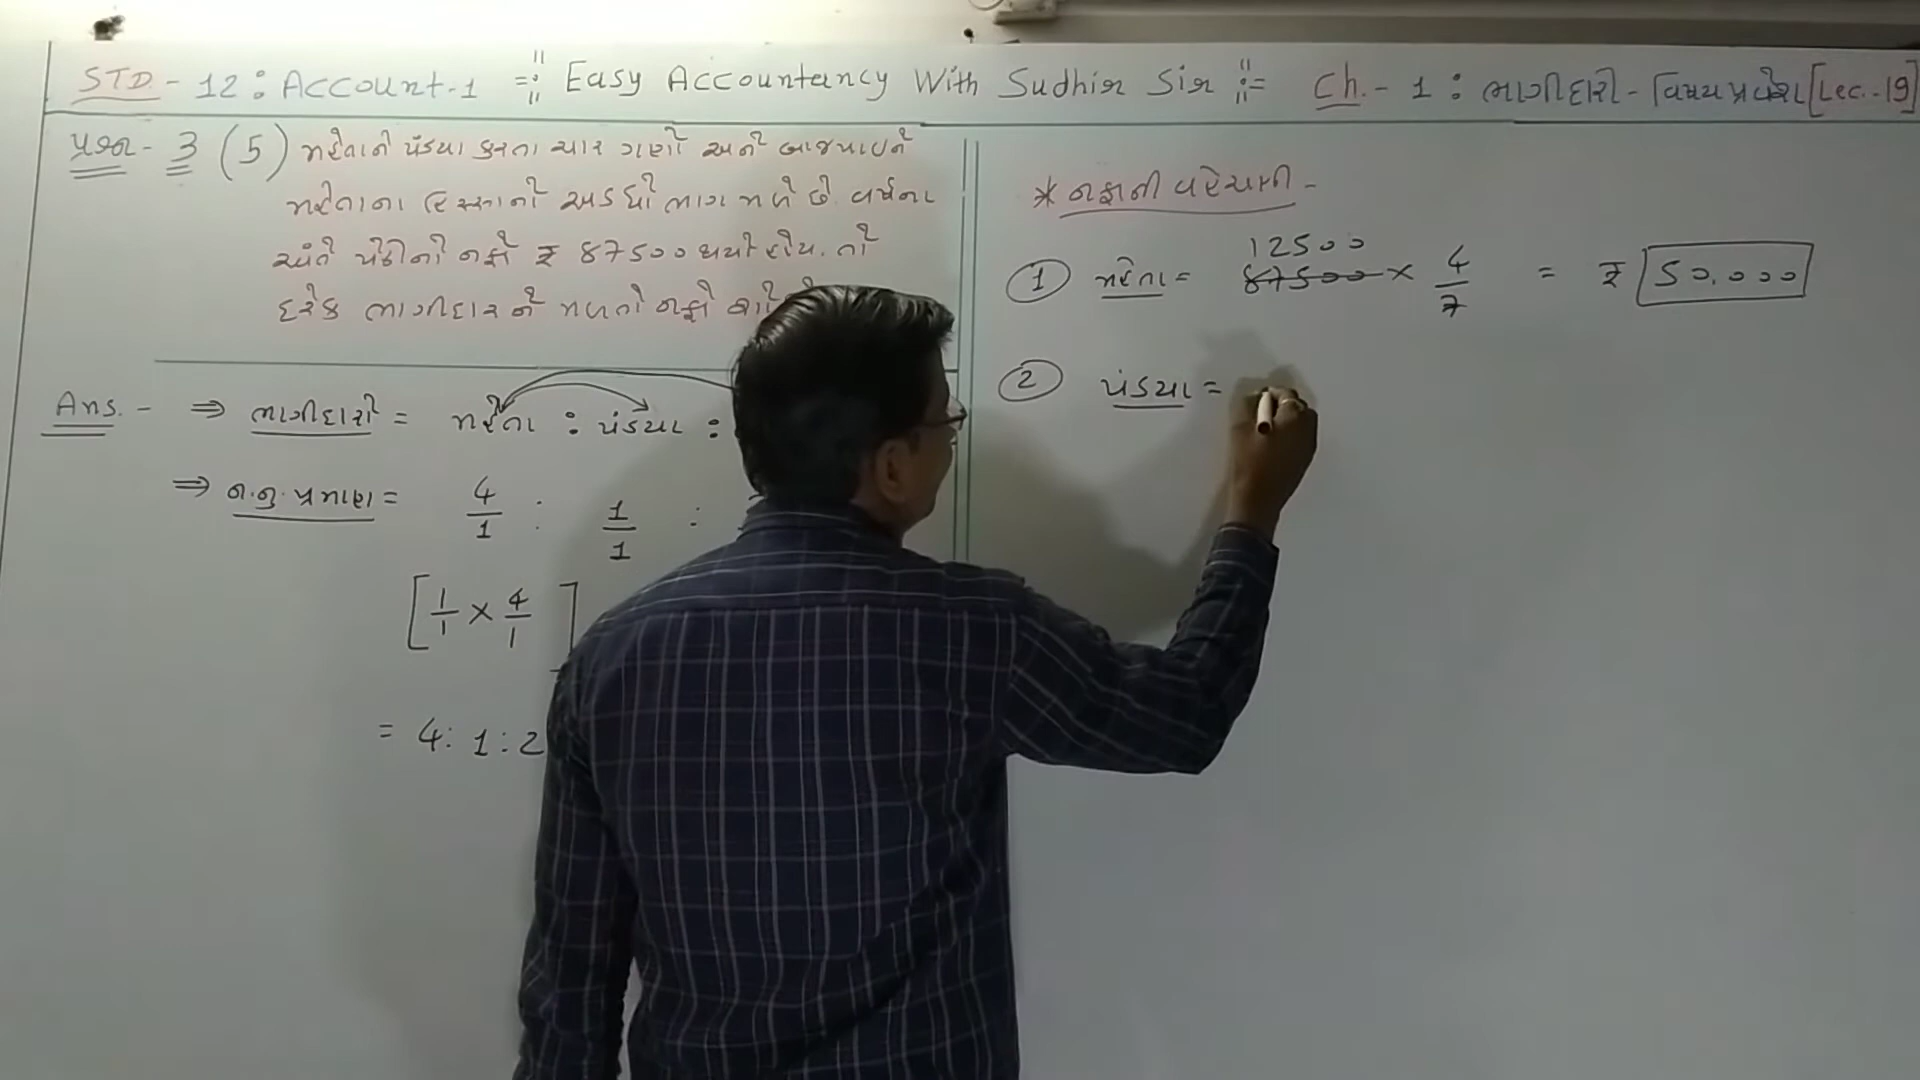 STD.- 12 : Account-1 =:" Easy Accountancy With Sudhir Sir ":= Ch.- 1 : ભાગીદારી - વિષયપ્રવેશ [Lec.-19]
પ્રશ્ન - 3 (5) મહેતાને પંડયા કરતા ચાર ગણો અને બાજપાઇને
મહેતાના હિસ્સાનો અડધો ભાગ મળે છે. વર્ષના
અંતે પેઢીનો નફો ₹ 87500 થયો હોય. તો
દરેક ભાગીદારને મળતો નફો
Ans. - ⇒ ભાગીદારો = મહેતા : પંડયા :
⇒ ન.નુ. પ્રમાણ = 4/1 : 1/1 :
[1/1 × 4/1]
= 4 : 1 : 2
* નફાની વહેંચણી -
① મહેતા = 12500 87500 × 4/7 = ₹ 50,000
② પંડયા =